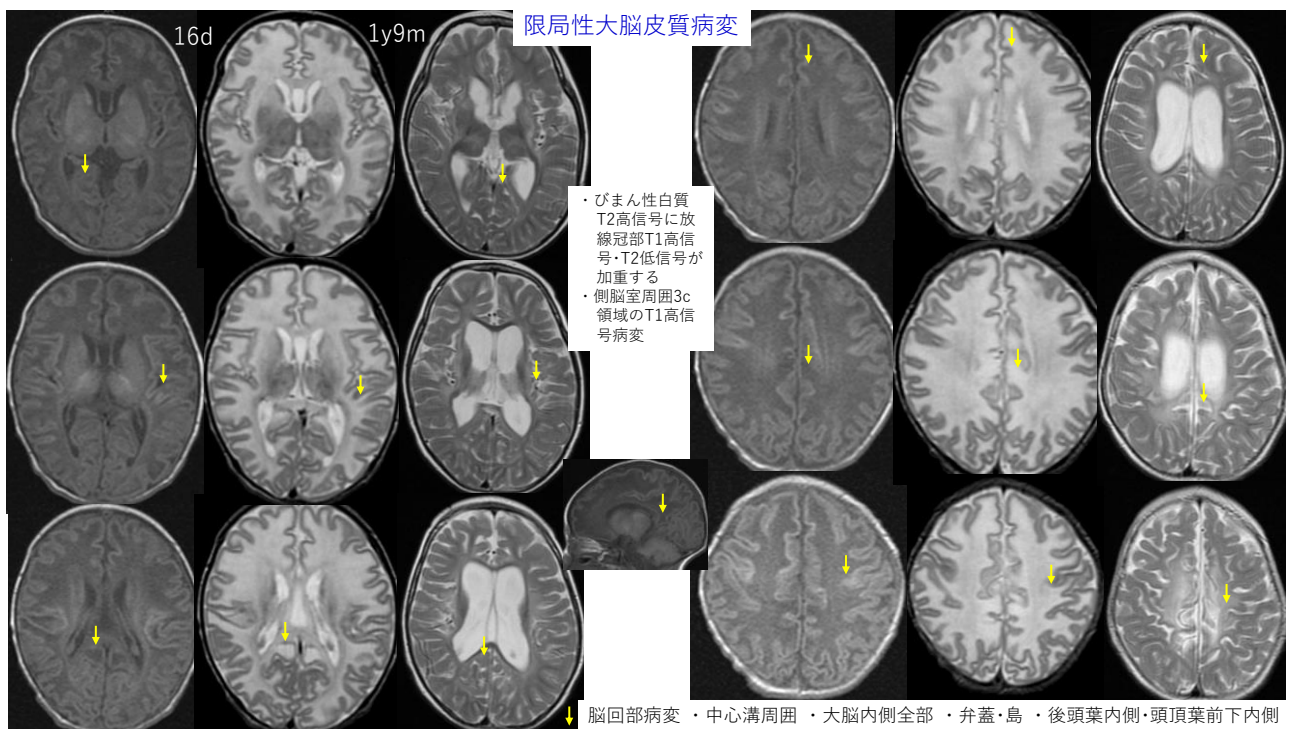 限局性大脳皮質病変
16d
1y9m
・びまん性白質
T2高信号に放
線冠部T1高信
号･T2低信号が
加重する
・側脳室周囲3c
領域のT1高信
号病変
脳回部病変 ・中心溝周囲 ・大脳内側全部 ・弁蓋･島 ・後頭葉内側･頭頂葉前下内側